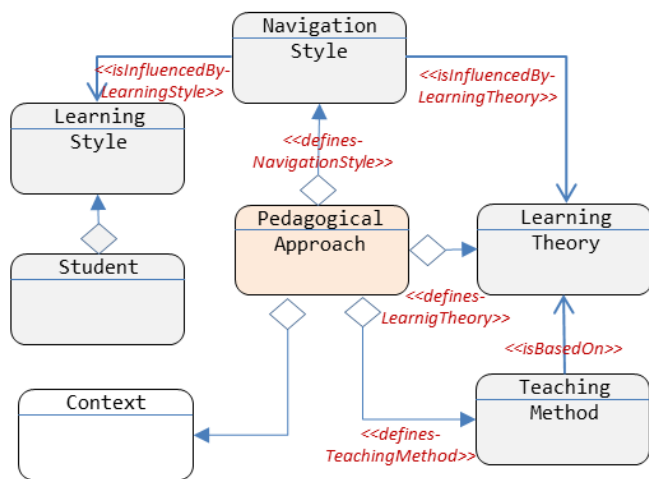 Navigation
Style
<<isInfluencedBy-
LearningStyle>>
<<isInfluencedBy-
LearningTheory>>
Learning
Style
<<defines-
NavigationStyle>>
Pedagogical
Approach
Learning
Theory
Student
<<defines-
LearnigTheory>>
<<isBasedOn>>
Context
Teaching
Method
<<defines-
TeachingMethod>>